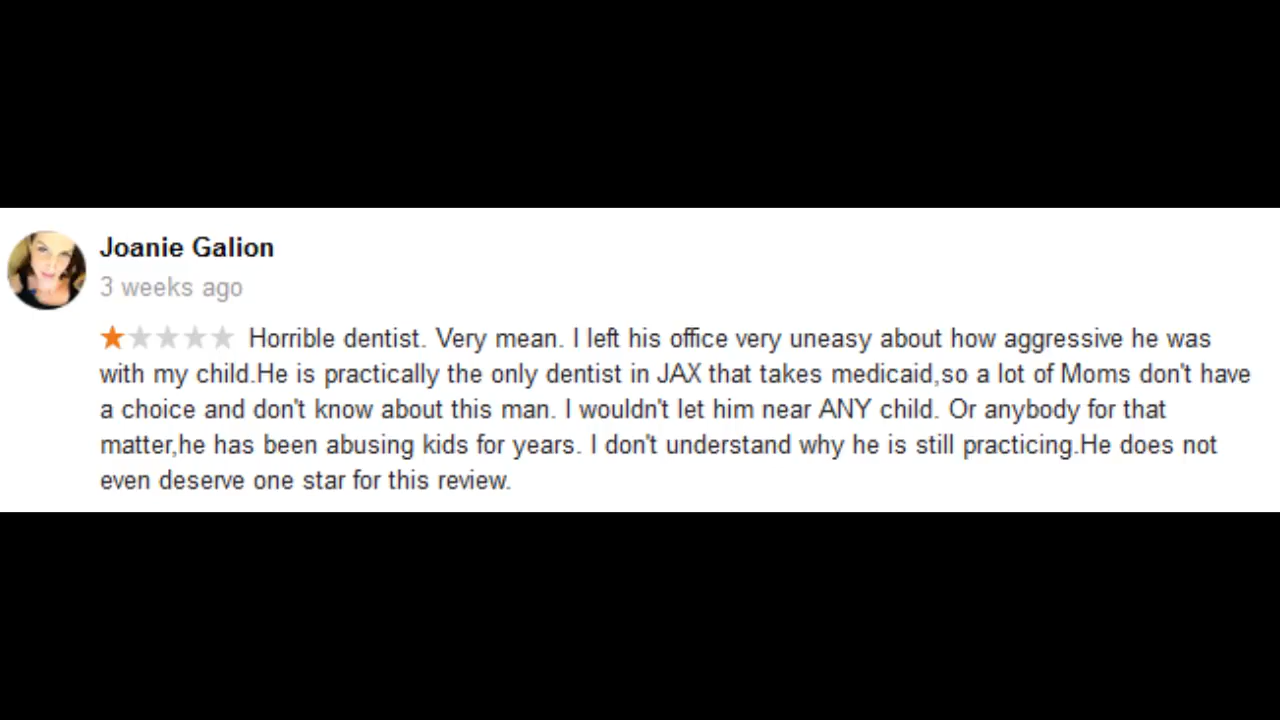 Joanie Galion
3 weeks ago
Horrible dentist. Very mean. I left his office very uneasy about how aggressive he was
with my child.He is practically the only dentist in JAX that takes medicaid,so a lot of Moms don't have
a choice and don't know about this man. I wouldn't let him near ANY child. Or anybody for that
matter,he has been abusing kids for years. I don't understand why he is still practicing.He does not
even deserve one star for this review.